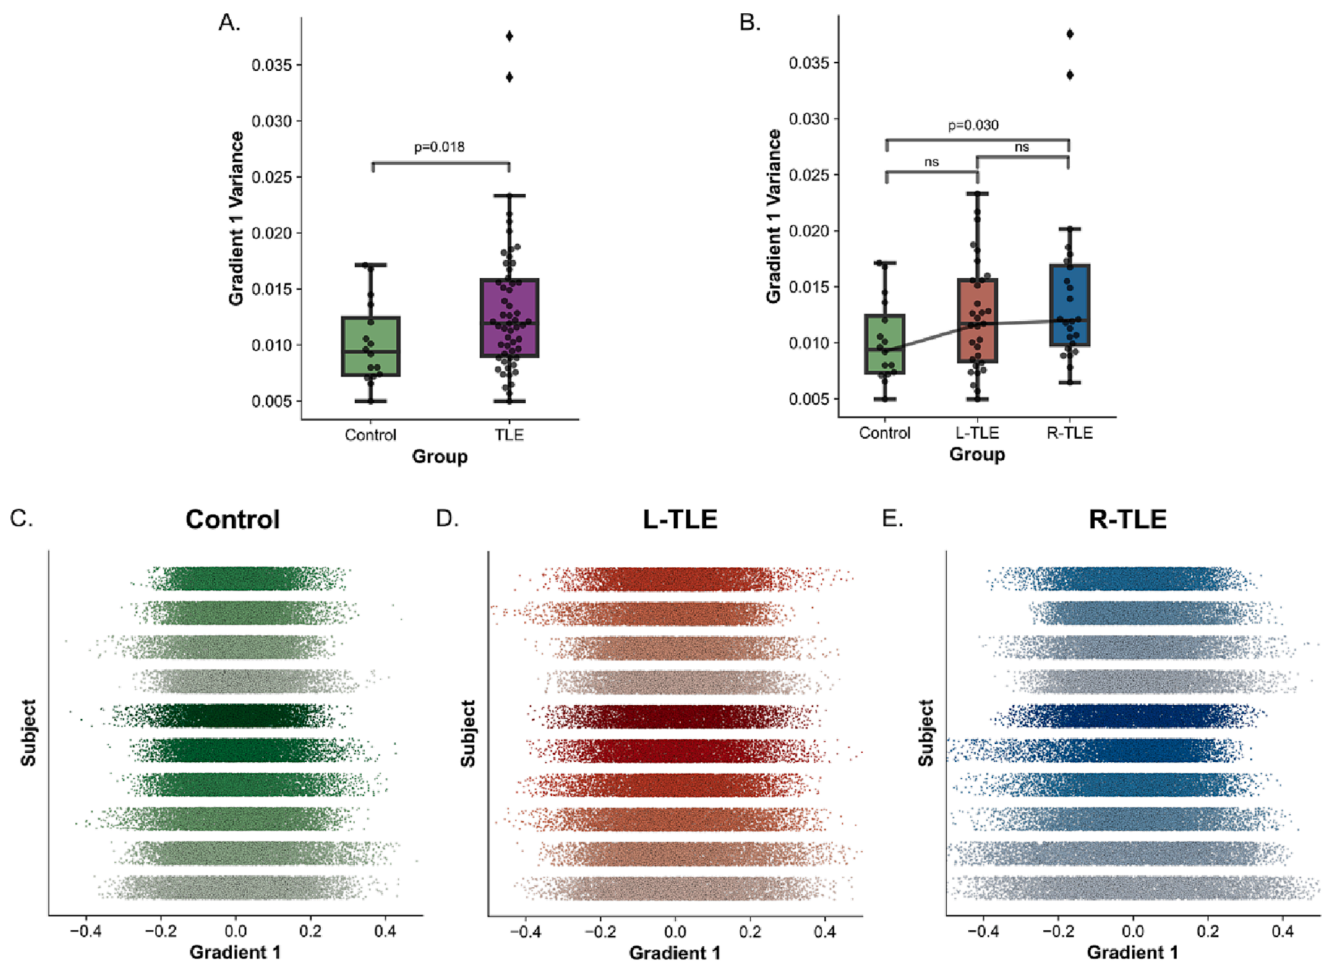 A.
0.035
0.030
0.025
0.020
0.015
0.010
0.005
Gradient 1 Variance
p=0.018
Control
TLE
Group
B.
0.035
0.030
0.025
0.020
0.015
0.010
0.005
Gradient 1 Variance
p=0.030
ns
ns
Control
L-TLE
R-TLE
Group
C.
Control
Subject
−0.4 −0.2 0.0 0.2 0.4
Gradient 1
D.
L-TLE
Subject
−0.4 −0.2 0.0 0.2 0.4
Gradient 1
E.
R-TLE
Subject
−0.4 −0.2 0.0 0.2 0.4
Gradient 1